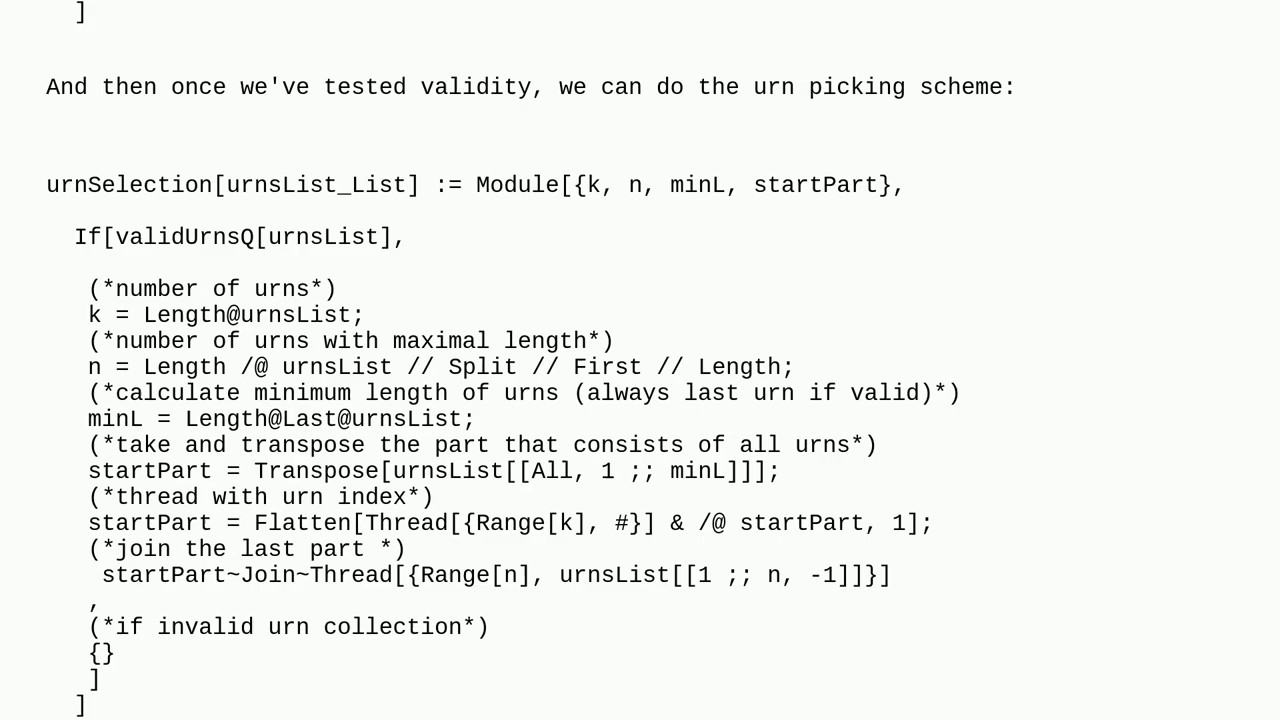 ]
And then once we've tested validity, we can do the urn picking scheme:
urnSelection[urnsList_List] := Module[{k, n, minL, startPart},
If[validUrnsQ[urnsList],
(*number of urns*)
k = Length@urnsList;
(*number of urns with maximal length*)
n = Length /@ urnsList // Split // First // Length;
(*calculate minimum length of urns (always last urn if valid)*)
minL = Length@Last@urnsList;
(*take and transpose the part that consists of all urns*)
startPart = Transpose[urnsList[[All, 1 ;; minL]]];
(*thread with urn index*)
startPart = Flatten[Thread[{Range[k], #}] & /@ startPart, 1];
(*join the last part *)
startPart~Join~Thread[{Range[n], urnsList[[1 ;; n, -1]]}]
,
(*if invalid urn collection*)
{}
]
]